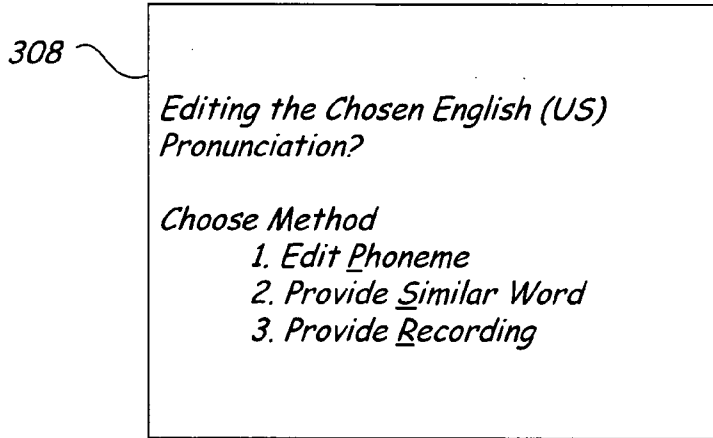 308
Editing the Chosen English (US)
Pronunciation?
Choose Method
1. Edit Phoneme
2. Provide Similar Word
3. Provide Recording